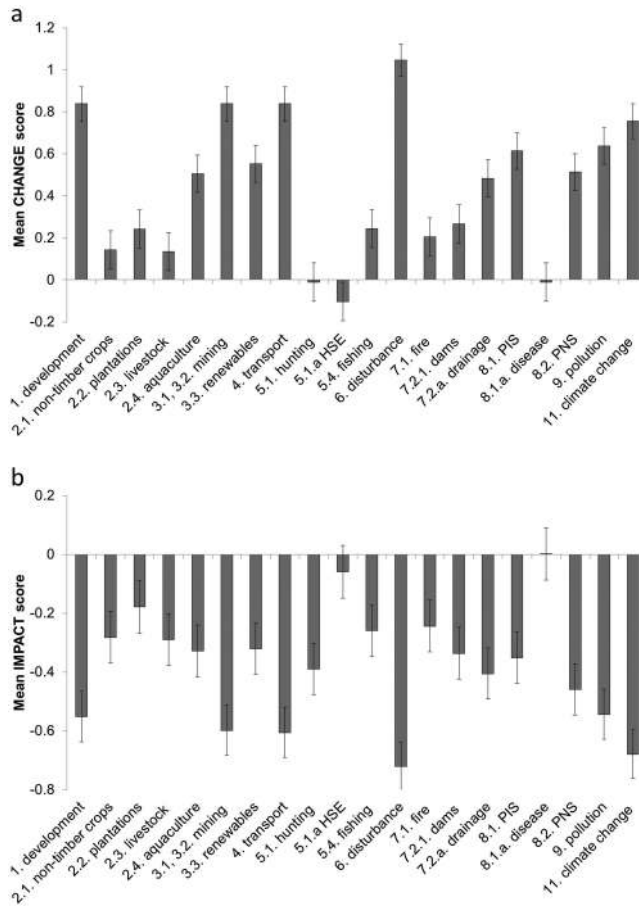 a
Mean CHANGE score
1.2
1
0.8
0.6
0.4
0.2
0
-0.2
1. development
2.1. non-timber crops
2.2. plantations
2.3. livestock
2.4. aquaculture
3.1, 3.2. mining
3.3. renewables
4. transport
5.1. hunting
5.1.a HSE
5.4. fishing
6. disturbance
7.1. fire
7.2.1. dams
7.2.a. drainage
8.1. PIS
8.1.a. disease
8.2. PNS
9. pollution
11. climate change
b
Mean IMPACT score
0.2
0
-0.2
-0.4
-0.6
-0.8
1. development
2.1. non-timber crops
2.2. plantations
2.3. livestock
2.4. aquaculture
3.1, 3.2. mining
3.3. renewables
4. transport
5.1. hunting
5.1.a HSE
5.4. fishing
6. disturbance
7.1. fire
7.2.1. dams
7.2.a. drainage
8.1. PIS
8.1.a. disease
8.2. PNS
9. pollution
11. climate change